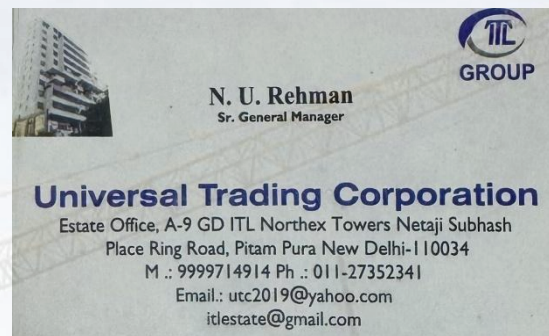 ITL
GROUP
N. U. Rehman
Sr. General Manager
Universal Trading Corporation
Estate Office, A-9 GD ITL Northex Towers Netaji Subhash
Place Ring Road, Pitam Pura New Delhi-110034
M .: 9999714914 Ph .: 011-27352341
Email.: utc2019@yahoo.com
itlestate@gmail.com